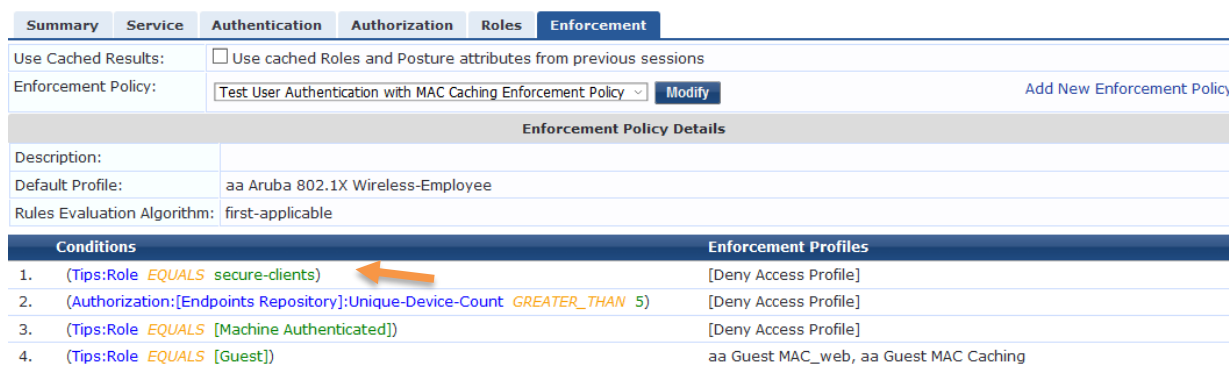 Summary Service Authentication Authorization Roles Enforcement
Use Cached Results: Use cached Roles and Posture attributes from previous sessions
Enforcement Policy: Test User Authentication with MAC Caching Enforcement Policy Modify Add New Enforcement Policy
Enforcement Policy Details
Description:
Default Profile: aa Aruba 802.1X Wireless-Employee
Rules Evaluation Algorithm: first-applicable
Conditions Enforcement Profiles
1. (Tips:Role EQUALS secure-clients) [Deny Access Profile]
2. (Authorization:[Endpoints Repository]:Unique-Device-Count GREATER_THAN 5) [Deny Access Profile]
3. (Tips:Role EQUALS [Machine Authenticated]) [Deny Access Profile]
4. (Tips:Role EQUALS [Guest]) aa Guest MAC_web, aa Guest MAC Caching